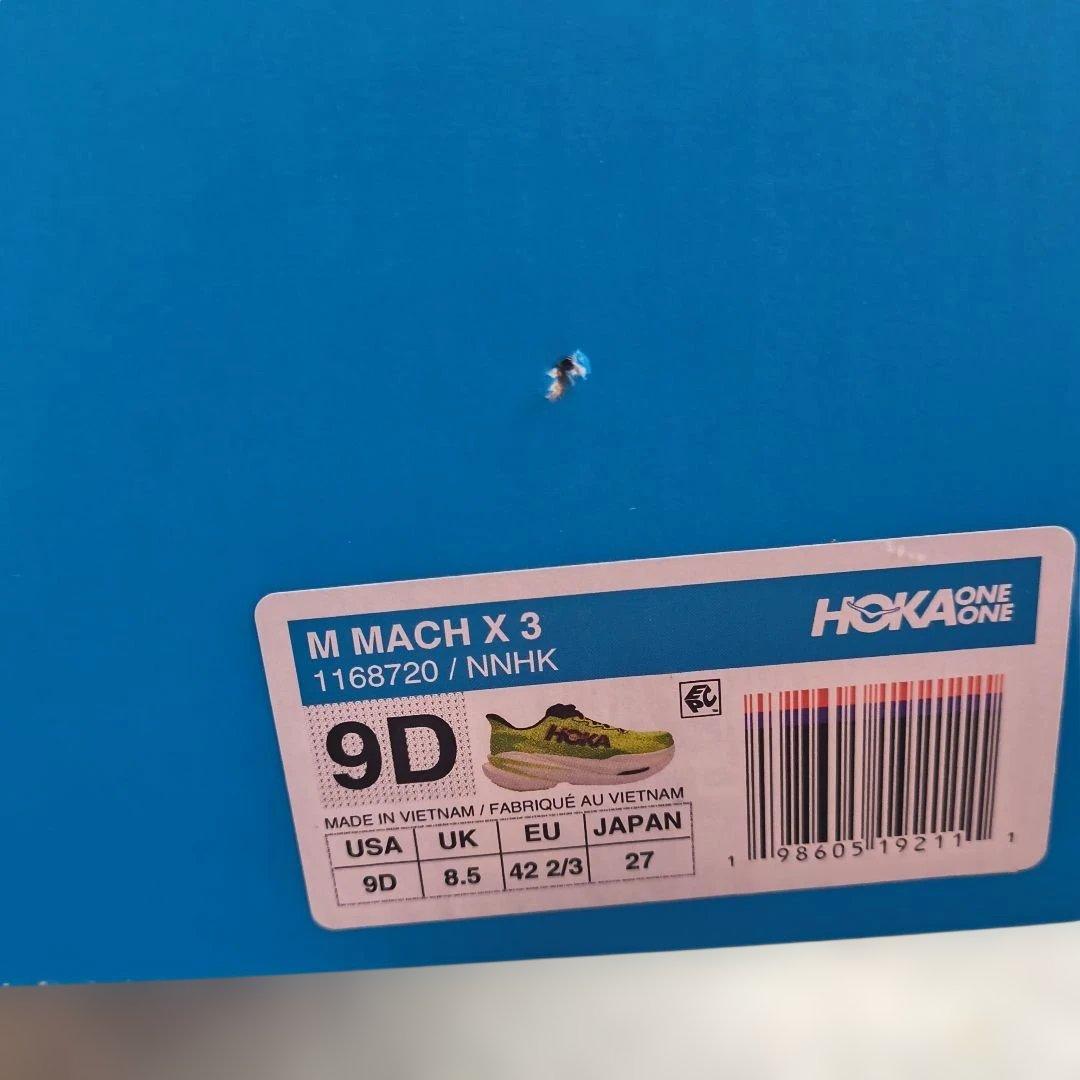 M MACH X 3
1168720 / NNHK
HOKA ONE ONE
9D
HOKA
EPC
MADE IN VIETNAM / FABRIQUÉ AU VIETNAM
USA UK EU JAPAN
9D 8.5 42 2/3 27
1 98605 19211 1